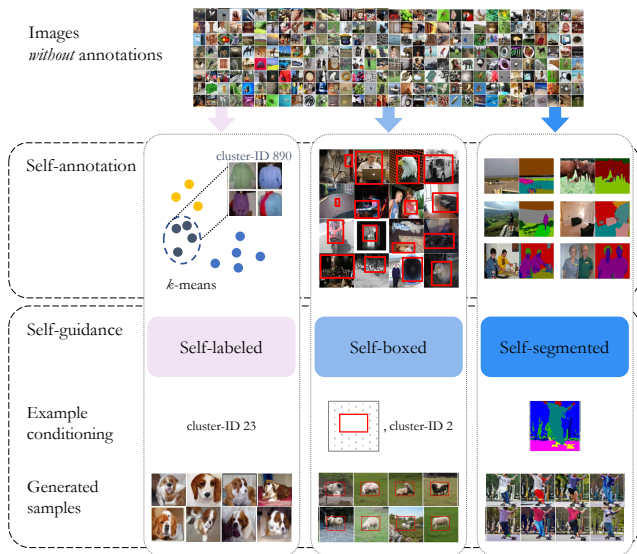 Images
without annotations
Self-annotation
cluster-ID 890
k-means
Self-guidance
Self-labeled
Self-boxed
Self-segmented
Example
conditioning
cluster-ID 23
, cluster-ID 2
Generated
samples